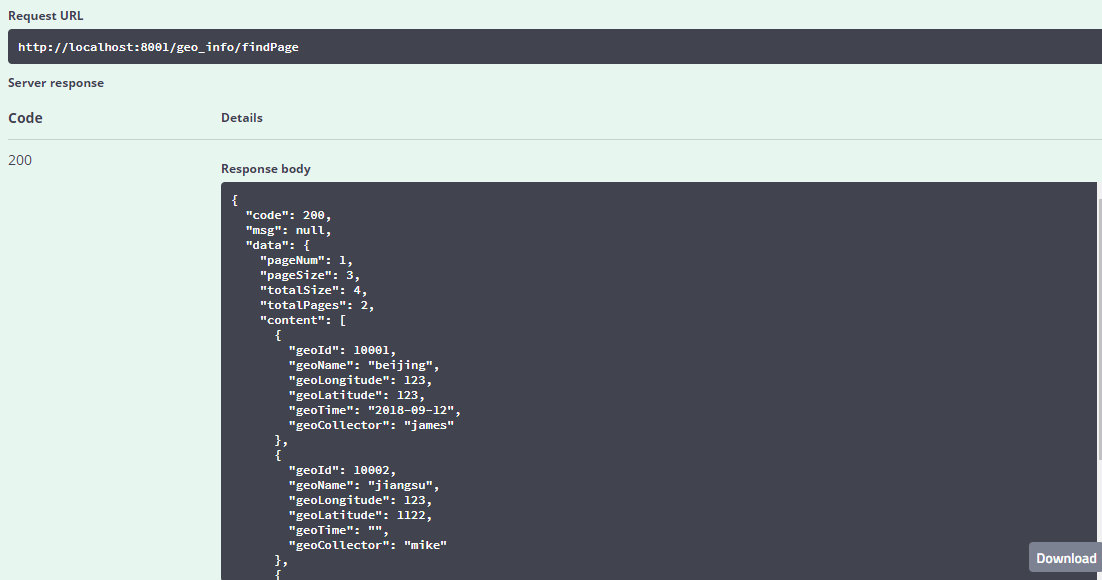 Request URL
http://localhost:8001/geo_info/findPage
Server response
Code Details
200
Response body
{
"code": 200,
"msg": null,
"data": {
"pageNum": 1,
"pageSize": 3,
"totalSize": 4,
"totalPages": 2,
"content": [
{
"geoId": 10001,
"geoName": "beijing",
"geoLongitude": 123,
"geoLatitude": 123,
"geoTime": "2018-09-12",
"geoCollector": "james"
},
{
"geoId": 10002,
"geoName": "jiangsu",
"geoLongitude": 123,
"geoLatitude": 1122,
"geoTime": "",
"geoCollector": "mike"
},
{
Download